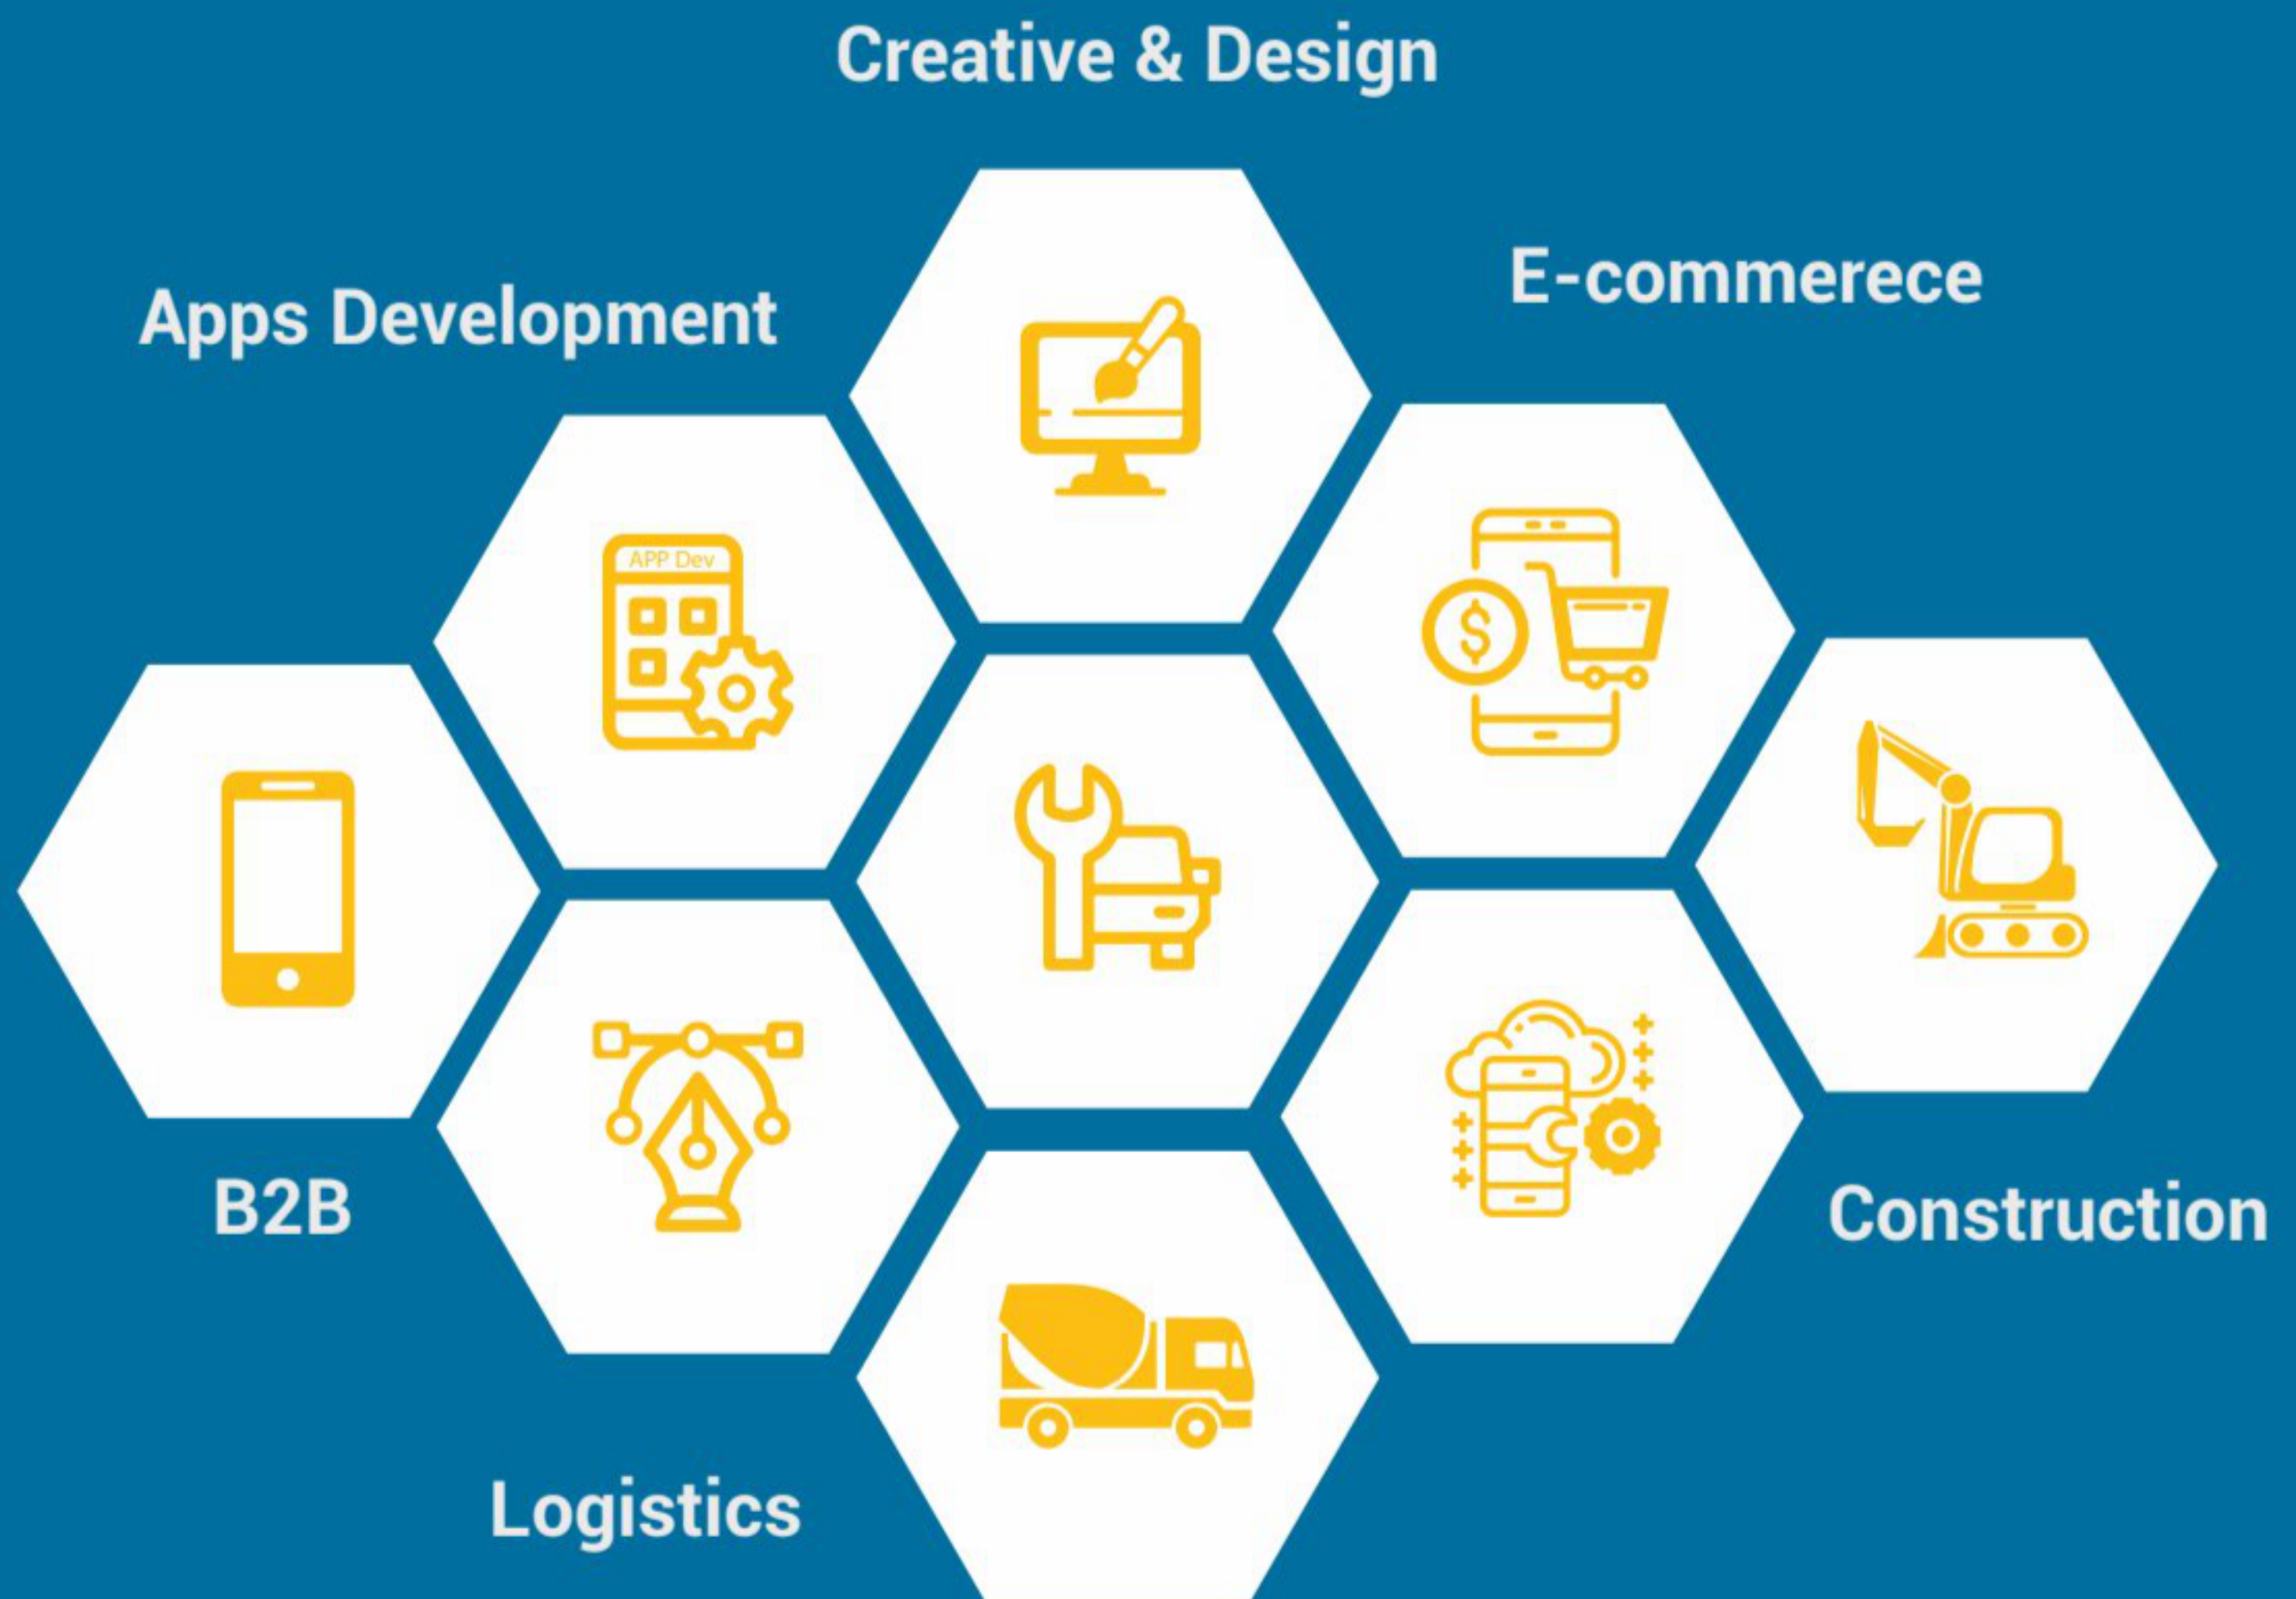 Creative & Design
E-commerece
Apps Development
APP Dev
B2B
Construction
Logistics